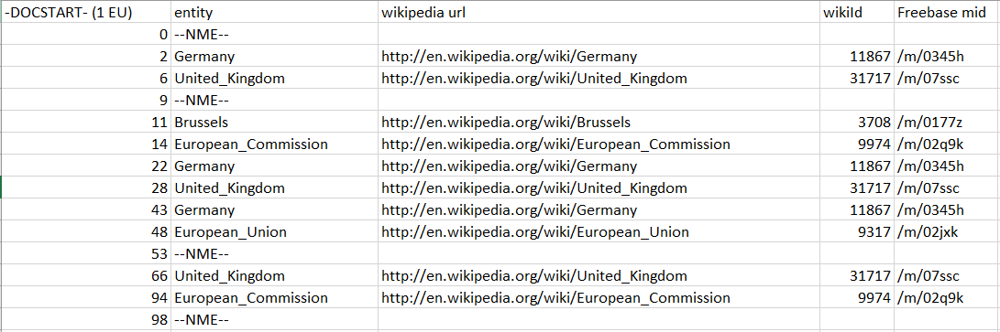 -DOCSTART- (1 EU) entity wikipedia url wikiId Freebase mid
0 --NME--
2 Germany http://en.wikipedia.org/wiki/Germany 11867 /m/0345h
6 United_Kingdom http://en.wikipedia.org/wiki/United_Kingdom 31717 /m/07ssc
9 --NME--
11 Brussels http://en.wikipedia.org/wiki/Brussels 3708 /m/0177z
14 European_Commission http://en.wikipedia.org/wiki/European_Commission 9974 /m/02q9k
22 Germany http://en.wikipedia.org/wiki/Germany 11867 /m/0345h
28 United_Kingdom http://en.wikipedia.org/wiki/United_Kingdom 31717 /m/07ssc
43 Germany http://en.wikipedia.org/wiki/Germany 11867 /m/0345h
48 European_Union http://en.wikipedia.org/wiki/European_Union 9317 /m/02jxk
53 --NME--
66 United_Kingdom http://en.wikipedia.org/wiki/United_Kingdom 31717 /m/07ssc
94 European_Commission http://en.wikipedia.org/wiki/European_Commission 9974 /m/02q9k
98 --NME--